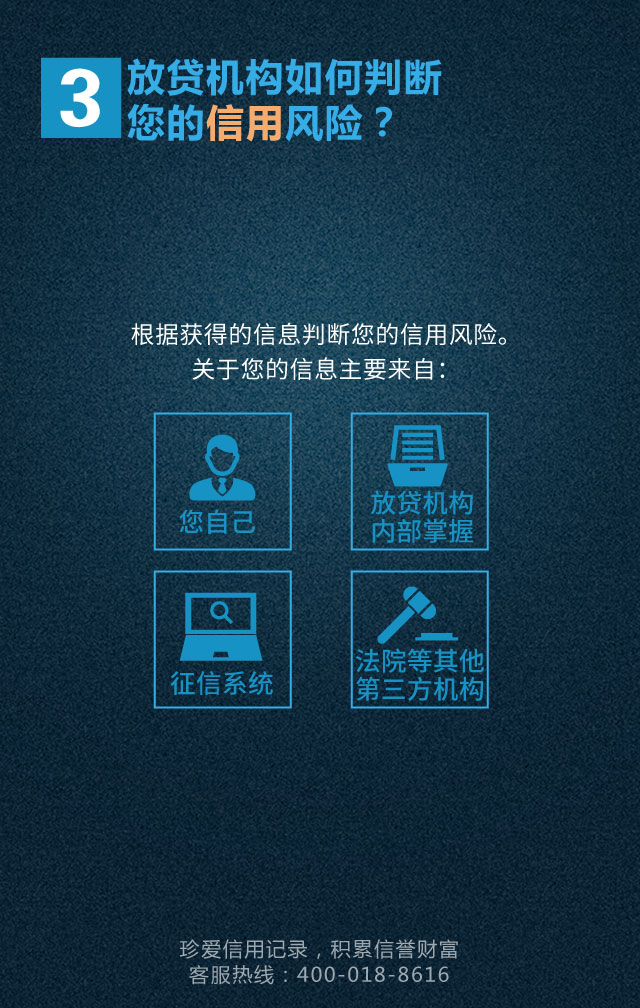 3
放贷机构如何判断
您的信用风险？
根据获得的信息判断您的信用风险。
关于您的信息主要来自：
您自己
放贷机构
内部掌握
征信系统
法院等其他
第三方机构
珍爱信用记录，积累信誉财富
客服热线：400-018-8616